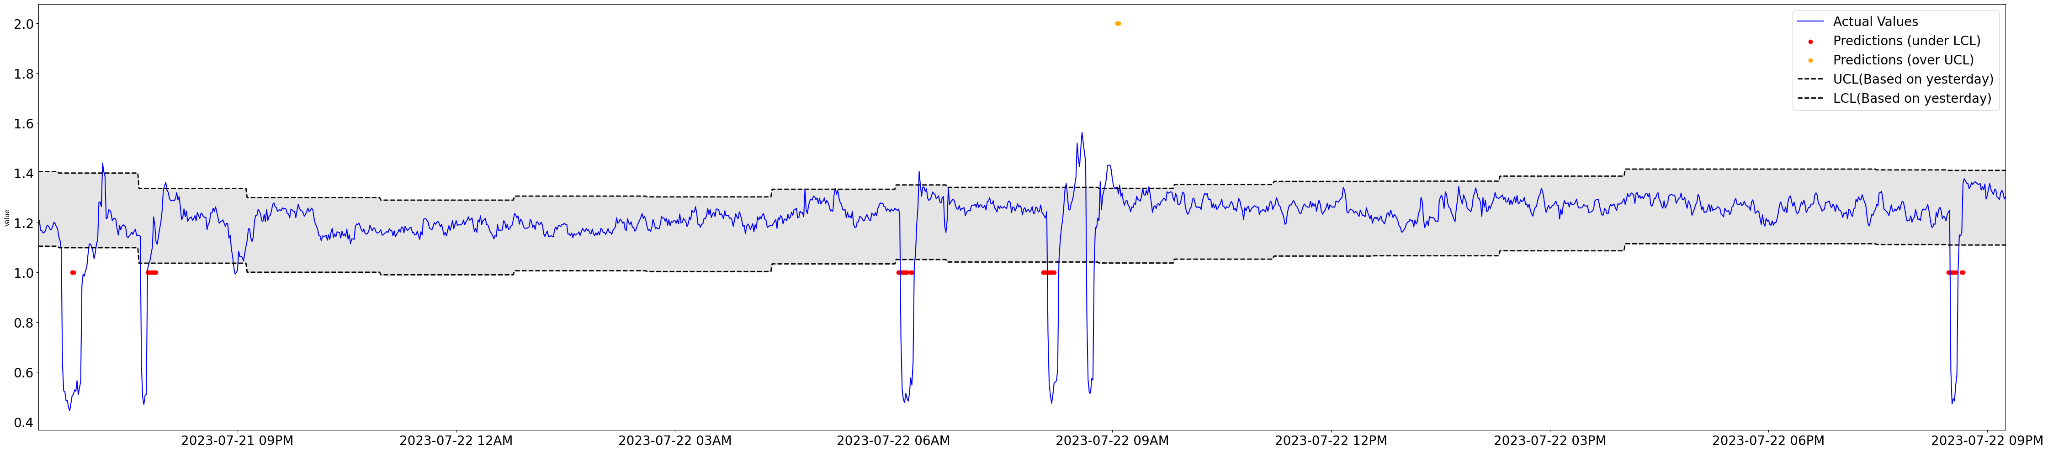 2.0
1.8
1.6
1.4
1.2
1.0
0.8
0.6
0.4
value
Actual Values
Predictions (under LCL)
Predictions (over UCL)
UCL(Based on yesterday)
LCL(Based on yesterday)
2023-07-21 09PM 2023-07-22 12AM 2023-07-22 03AM 2023-07-22 06AM 2023-07-22 09AM 2023-07-22 12PM 2023-07-22 03PM 2023-07-22 06PM 2023-07-22 09PM